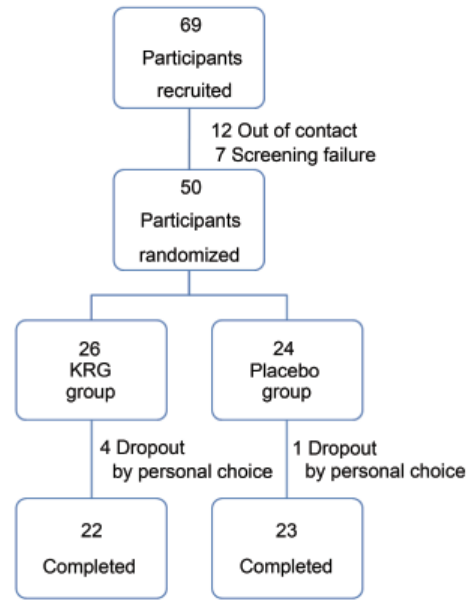 69
Participants
recruited
12 Out of contact
7 Screening failure
50
Participants
randomized
26
KRG
group
24
Placebo
group
4 Dropout
by personal choice
1 Dropout
by personal choice
22
Completed
23
Completed